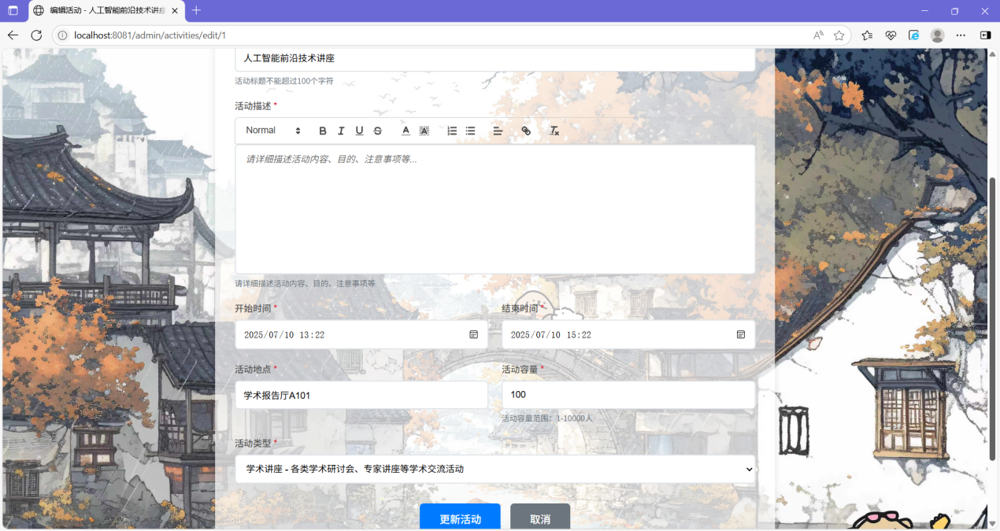 编辑活动 - 人工智能前沿技术讲座
localhost:8081/admin/activities/edit/1
人工智能前沿技术讲座
活动标题不能超过100个字符
活动描述 *
Normal
请详细描述活动内容、目的、注意事项等...
请详细描述活动内容、目的、注意事项等
开始时间 *
结束时间 *
2025/07/10 13:22
2025/07/10 15:22
活动地点 *
活动容量 *
学术报告厅A101
100
活动容量范围：1-10000人
活动类型 *
学术讲座 - 各类学术研讨会、专家讲座等学术交流活动
更新活动
取消